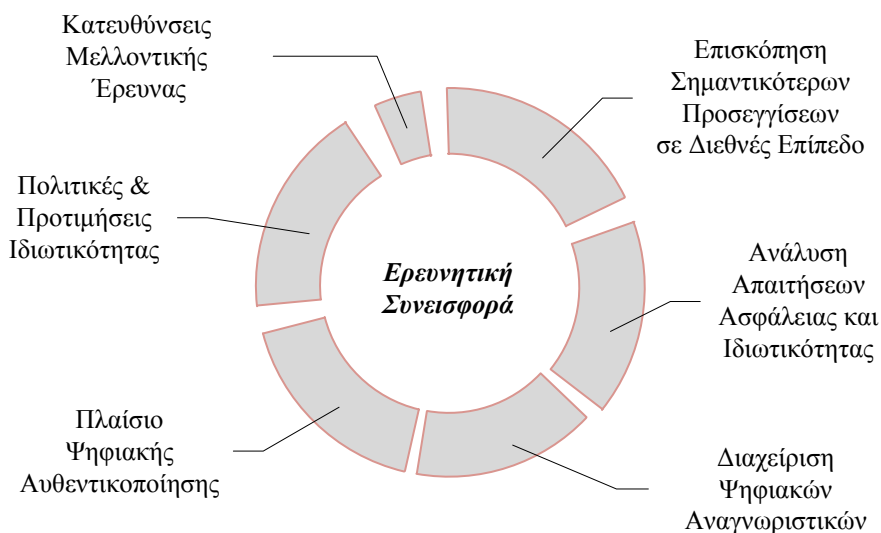 Κατευθύνσεις
Μελλοντικής
Έρευνας
Επισκόπηση
Σημαντικότερων
Προσεγγίσεων
σε Διεθνές Επίπεδο
Πολιτικές &
Προτιμήσεις
Ιδιωτικότητας
Ερευνητική
Συνεισφορά
Ανάλυση
Απαιτήσεων
Ασφάλειας και
Ιδιωτικότητας
Πλαίσιο
Ψηφιακής
Αυθεντικοποίησης
Διαχείριση
Ψηφιακών
Αναγνωριστικών